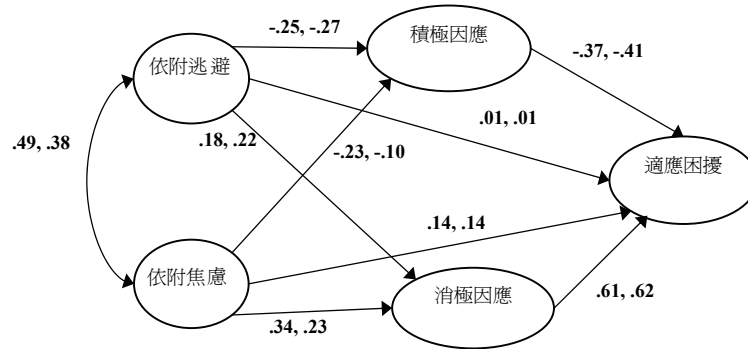 -.25, -.27
積極因應
-.37, -.41
依附逃避
.01, .01
.49, .38
.18, .22
-.23, -.10
適應困擾
.14, .14
依附焦慮
消極因應
.61, .62
.34, .23